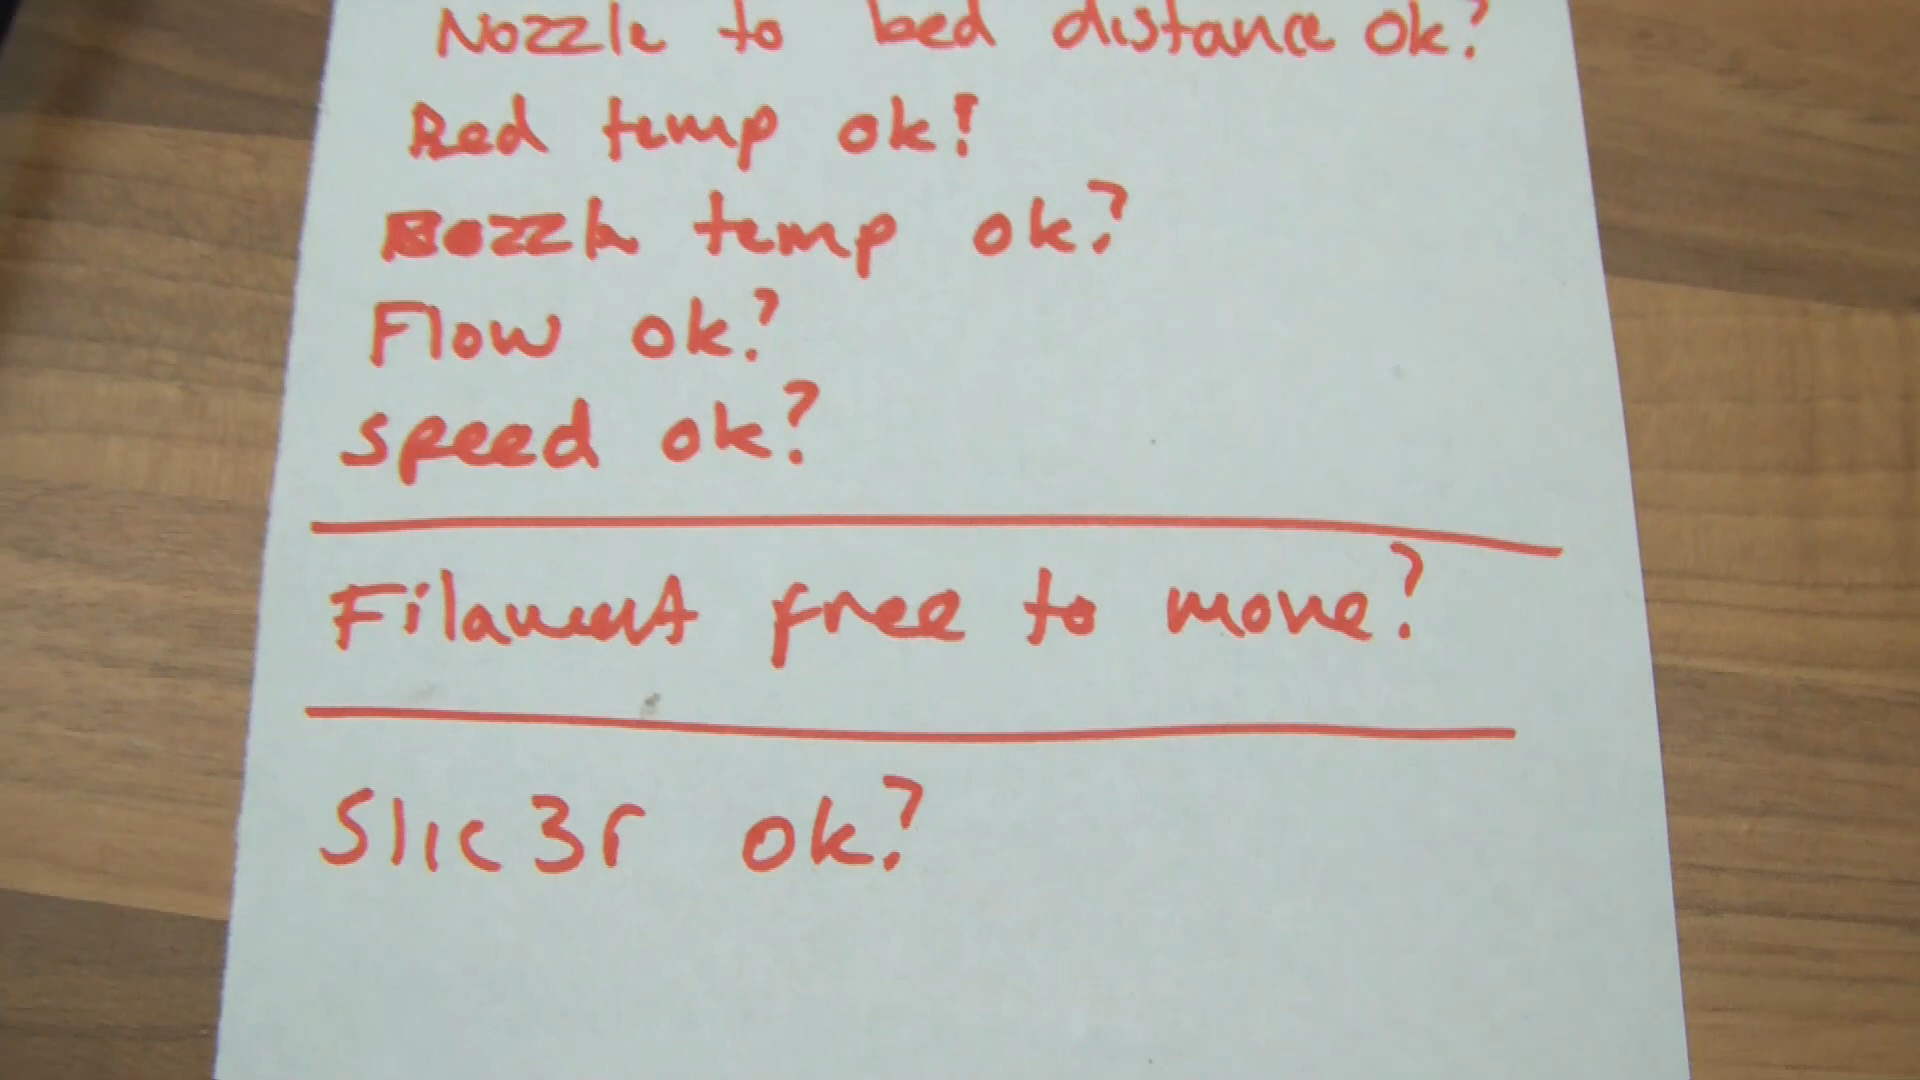 Nozzle to bed distance ok?
Bed temp ok?
Nozzle temp ok?
Flow ok?
Speed ok?
Filament free to move?
Slic3r ok?